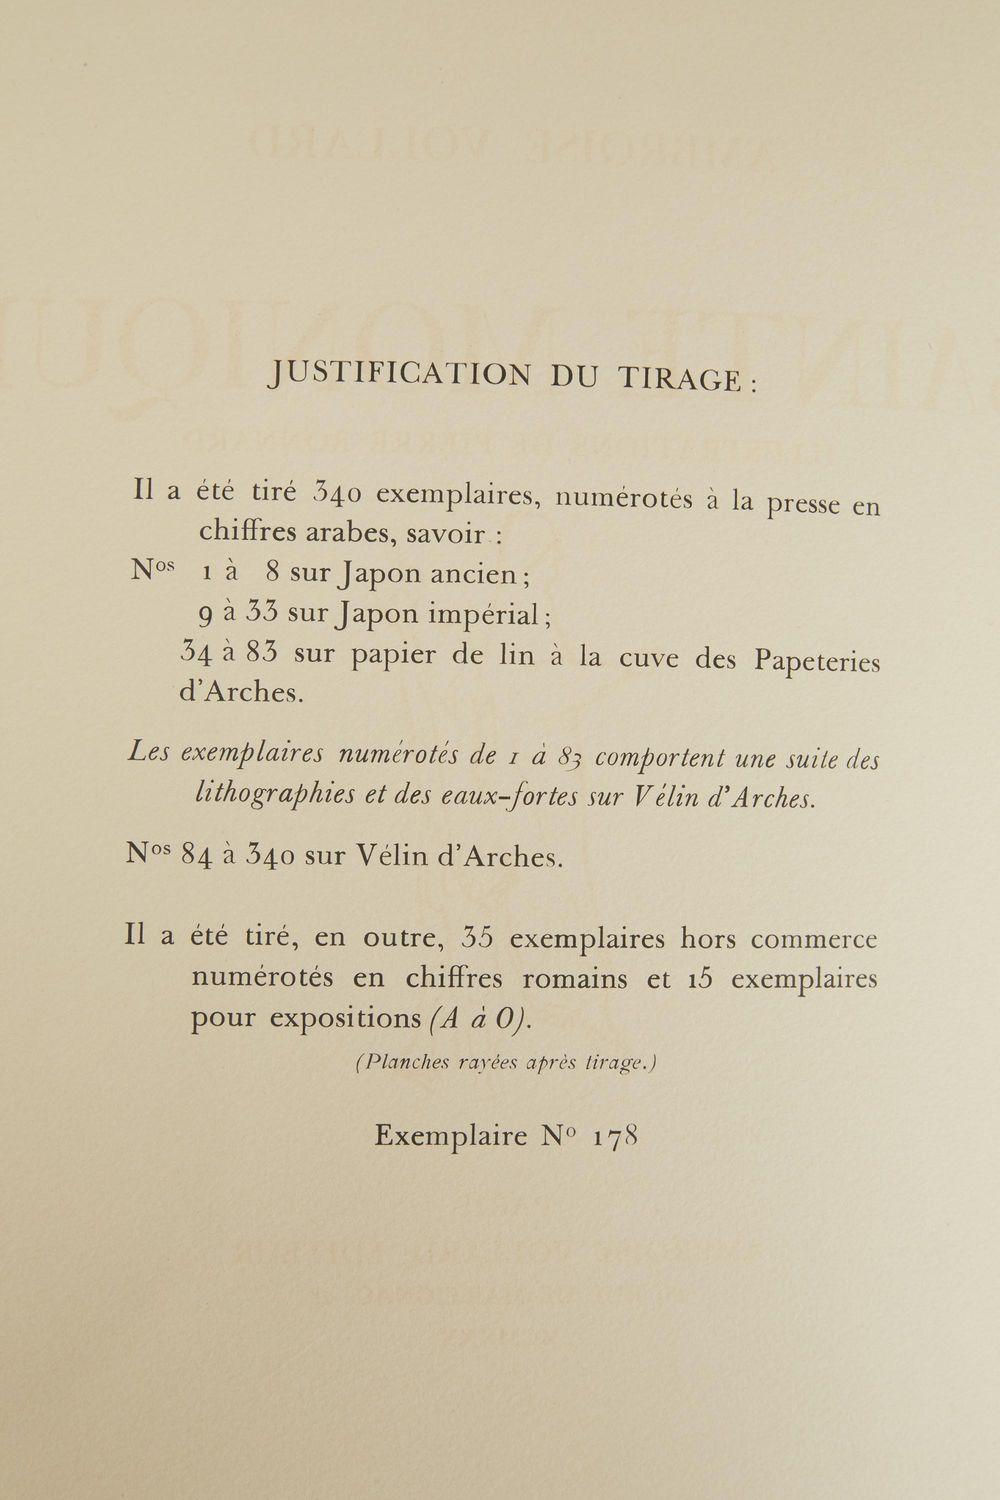 JUSTIFICATION DU TIRAGE :
Il a été tiré 340 exemplaires, numérotés à la presse en
chiffres arabes, savoir :
Nos 1 à 8 sur Japon ancien ;
9 à 33 sur Japon impérial ;
34 à 83 sur papier de lin à la cuve des Papeteries
d'Arches.
Les exemplaires numérotés de 1 à 83 comportent une suite des
lithographies et des eaux-fortes sur Vélin d'Arches.
Nos 84 à 340 sur Vélin d'Arches.
Il a été tiré, en outre, 35 exemplaires hors commerce
numérotés en chiffres romains et 15 exemplaires
pour expositions (A à O).
(Planches rayées après tirage.)
Exemplaire No 178